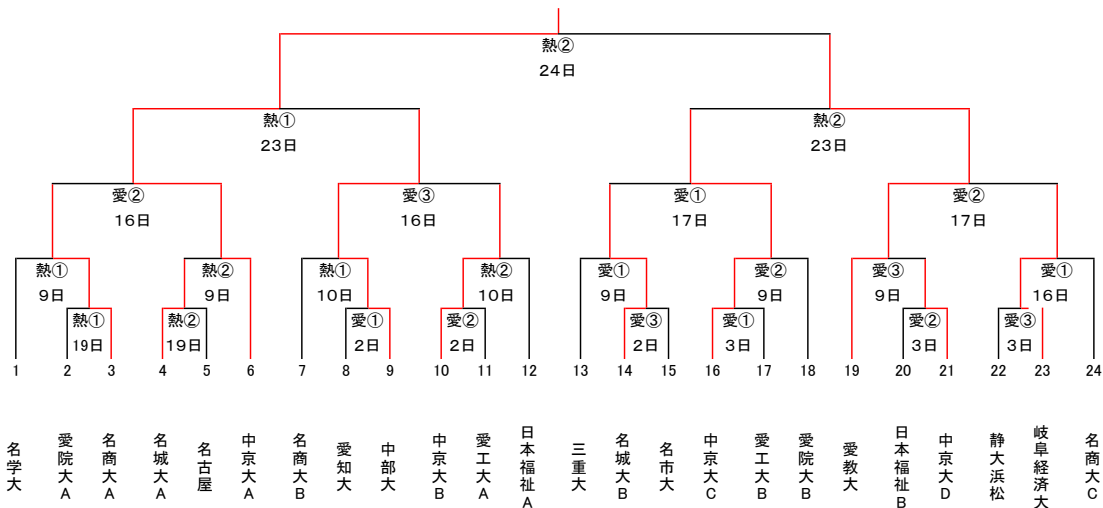 熱②
24日
熱①
23日
熱②
23日
愛②
16日
愛③
16日
愛①
17日
愛②
17日
熱①
9日
熱②
9日
熱①
10日
熱②
10日
愛①
9日
愛②
9日
愛③
9日
愛①
16日
熱①
19日
熱②
19日
愛①
2日
愛②
2日
愛③
2日
愛①
3日
愛②
3日
愛③
3日
1 2 3 4 5 6 7 8 9 10 11 12 13 14 15 16 17 18 19 20 21 22 23 24
名学大
愛院大A
名商大A
名城大A
名古屋
中京大A
名商大B
愛知大
中部大
中京大B
愛工大A
日本福祉A
三重大
名城大B
名市大
中京大C
愛工大B
愛院大B
愛教大
日本福祉B
中京大D
静大浜松
岐阜経済大
名商大C